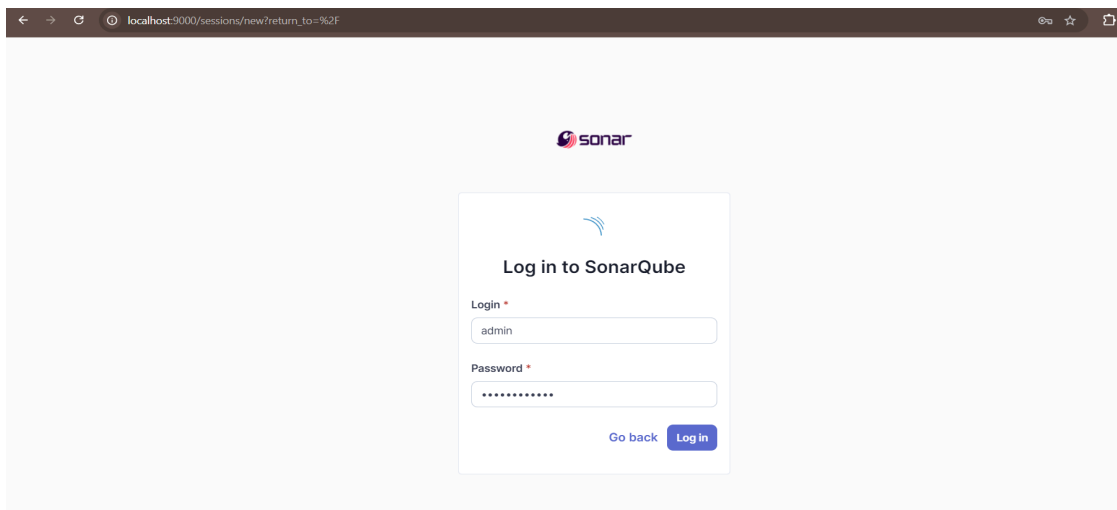 localhost:9000/sessions/new?return_to=%2F
sonar
Log in to SonarQube
Login *
admin
Password *
••••••••••••
Go back Log in